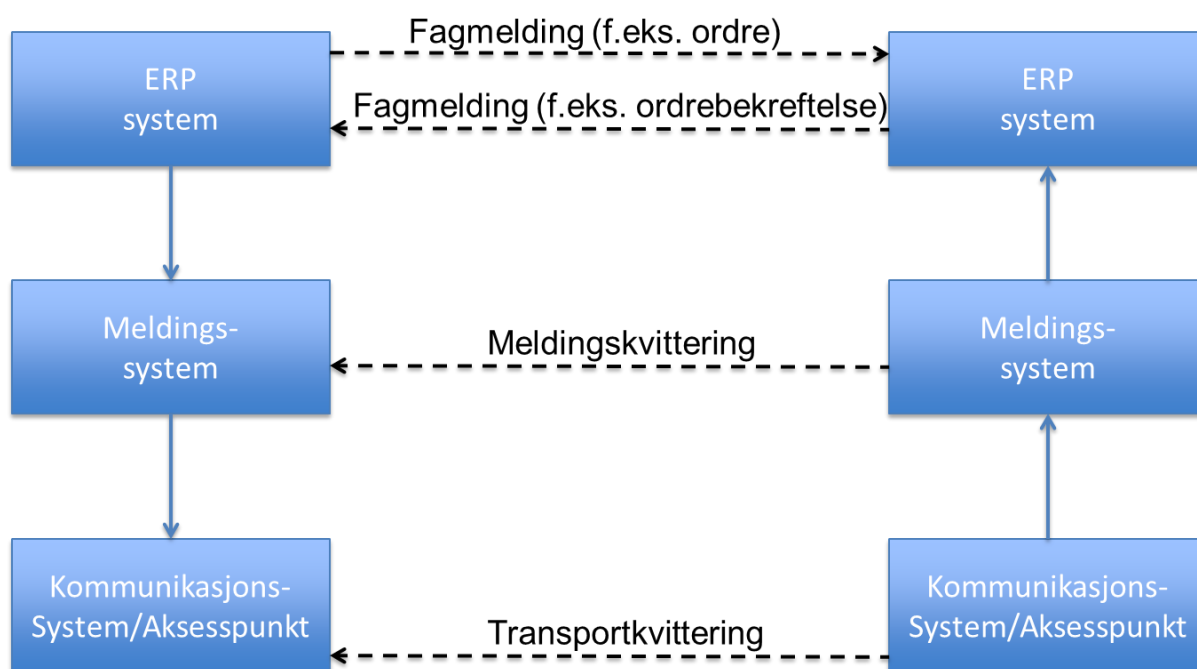 Fagmelding (f.eks. ordre)
ERP
system
ERP
system
Fagmelding (f.eks. ordrebekreftelse)
Meldings-
system
Meldingskvittering
Meldings-
system
Kommunikasjons-
System/Aksesspunkt
Transportkvittering
Kommunikasjons-
System/Aksesspunkt